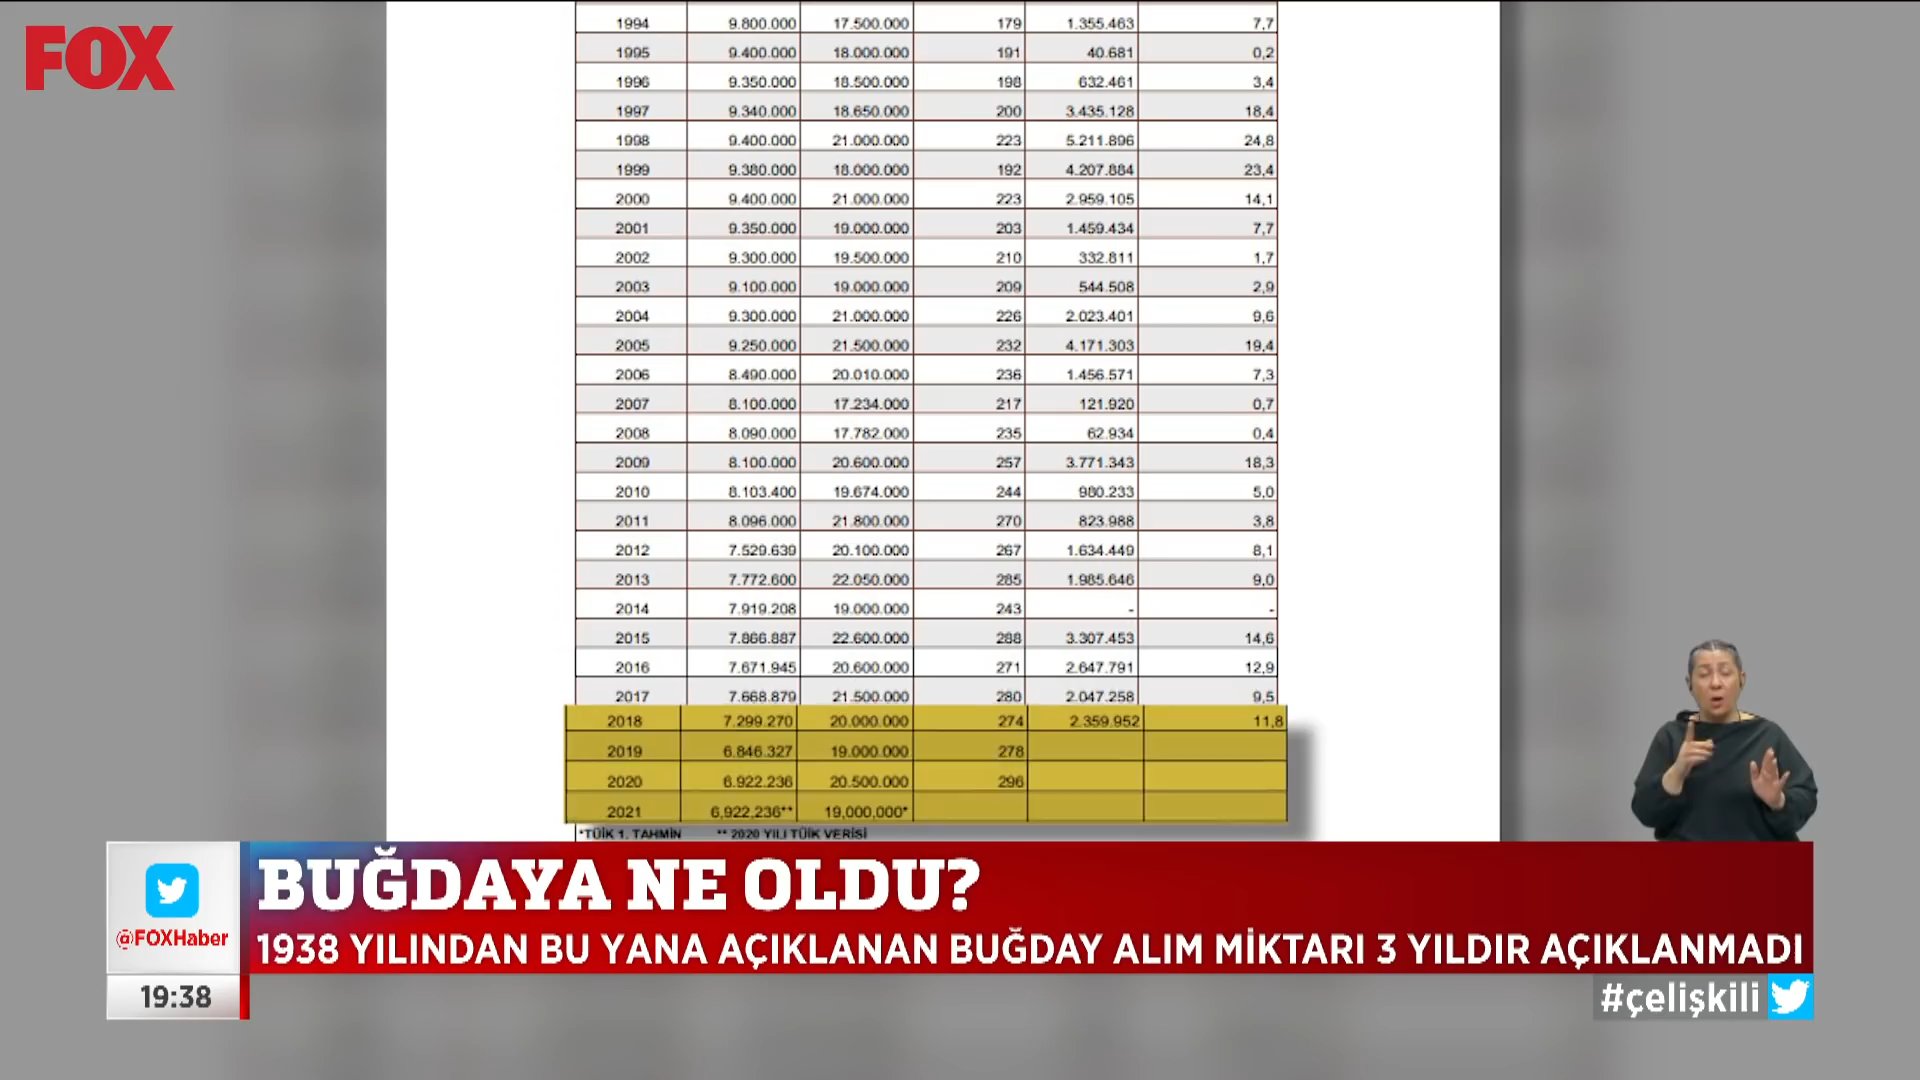 FOX
1994 9.800.000 17.500.000 179 1.355.463 7,7
1995 9.400.000 18.000.000 191 40.681 0,2
1996 9.350.000 18.500.000 198 632.461 3,4
1997 9.340.000 18.650.000 200 3.435.128 18,4
1998 9.400.000 21.000.000 223 5.211.896 24,8
1999 9.380.000 18.000.000 192 4.207.884 23,4
2000 9.400.000 21.000.000 223 2.959.105 14,1
2001 9.350.000 19.000.000 203 1.459.434 7,7
2002 9.300.000 19.500.000 210 332.811 1,7
2003 9.100.000 19.000.000 209 544.508 2,9
2004 9.300.000 21.000.000 226 2.023.401 9,6
2005 9.250.000 21.500.000 232 4.171.303 19,4
2006 8.490.000 20.010.000 236 1.456.571 7,3
2007 8.100.000 17.234.000 217 121.920 0,7
2008 8.090.000 17.782.000 235 62.934 0,4
2009 8.100.000 20.600.000 257 3.771.343 18,3
2010 8.103.400 19.674.000 244 980.233 5,0
2011 8.096.000 21.800.000 270 823.988 3,8
2012 7.529.639 20.100.000 267 1.634.449 8,1
2013 7.772.600 22.050.000 285 1.985.646 9,0
2014 7.919.208 19.000.000 243 - -
2015 7.866.887 22.600.000 288 3.307.453 14,6
2016 7.671.945 20.600.000 271 2.647.791 12,9
2017 7.668.879 21.500.000 280 2.047.258 9,5
2018 7.299.270 20.000.000 274 2.359.952 11,8
2019 6.846.327 19.000.000 278
2020 6.922.236 20.500.000 296
2021 6,922,236** 19,000,000*
*TÜİK 1. TAHMİN ** 2020 YILI TÜİK VERİSİ
BUĞDAYA NE OLDU?
@FOXHaber
1938 YILINDAN BU YANA AÇIKLANAN BUĞDAY ALIM MİKTARI 3 YILDIR AÇIKLANMADI
19:38
#çelişkili